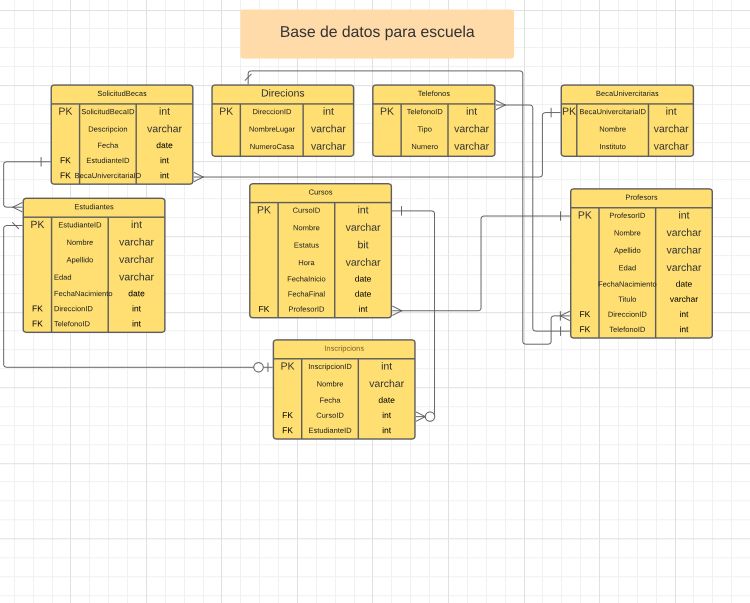 Base de datos para escuela
SolicitudBecas
PK SolicitudBecaID int
Descripcion varchar
Fecha date
FK EstudianteID int
FK BecaUnivercitariaID int
Direcions
PK DireccionID int
NombreLugar varchar
NumeroCasa varchar
Telefonos
PK TelefonoID int
Tipo varchar
Numero varchar
BecaUnivercitarias
PK BecaUnivercitariaID int
Nombre varchar
Instituto varchar
Estudiantes
PK EstudianteID int
Nombre varchar
Apellido varchar
Edad varchar
FechaNacimiento date
FK DireccionID int
FK TelefonoID int
Cursos
PK CursoID int
Nombre varchar
Estatus bit
Hora varchar
FechaInicio date
FechaFinal date
FK ProfesorID int
Profesors
PK ProfesorID int
Nombre varchar
Apellido varchar
Edad varchar
FechaNacimiento date
Titulo varchar
FK DireccionID int
FK TelefonoID int
Inscripcions
PK InscripcionID int
Nombre varchar
Fecha date
FK CursoID int
FK EstudianteID int